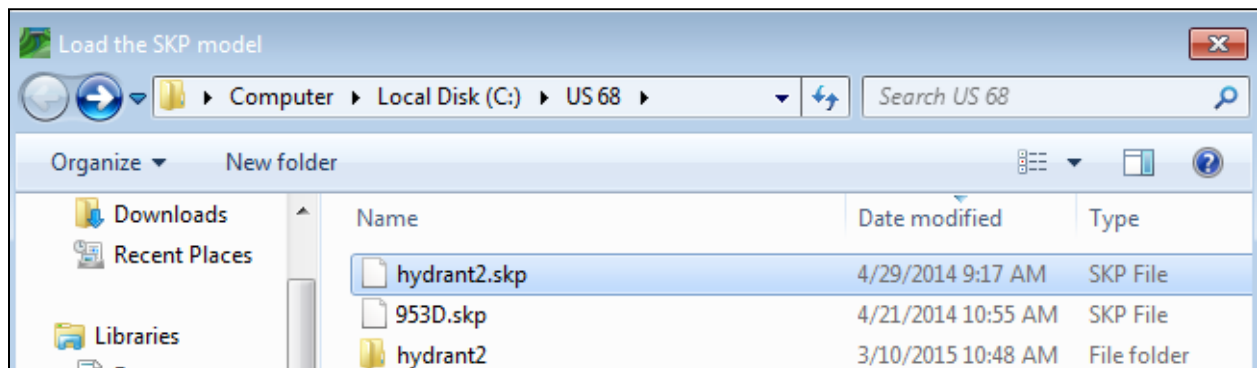 Load the SKP model
Computer Local Disk (C:) US 68 Search US 68
Organize New folder
Downloads Name Date modified Type
Recent Places
hydrant2.skp 4/29/2014 9:17 AM SKP File
953D.skp 4/21/2014 10:55 AM SKP File
Libraries
hydrant2 3/10/2015 10:48 AM File folder